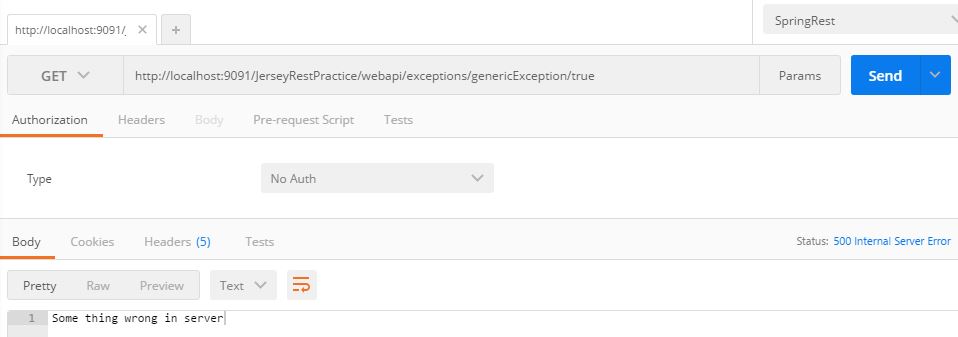 http://localhost:9091/J
SpringRest
GET http://localhost:9091/JerseyRestPractice/webapi/exceptions/genericException/true Params Send
Authorization Headers Body Pre-request Script Tests
Type No Auth
Body Cookies Headers (5) Tests Status: 500 Internal Server Error
Pretty Raw Preview Text
1 Some thing wrong in server